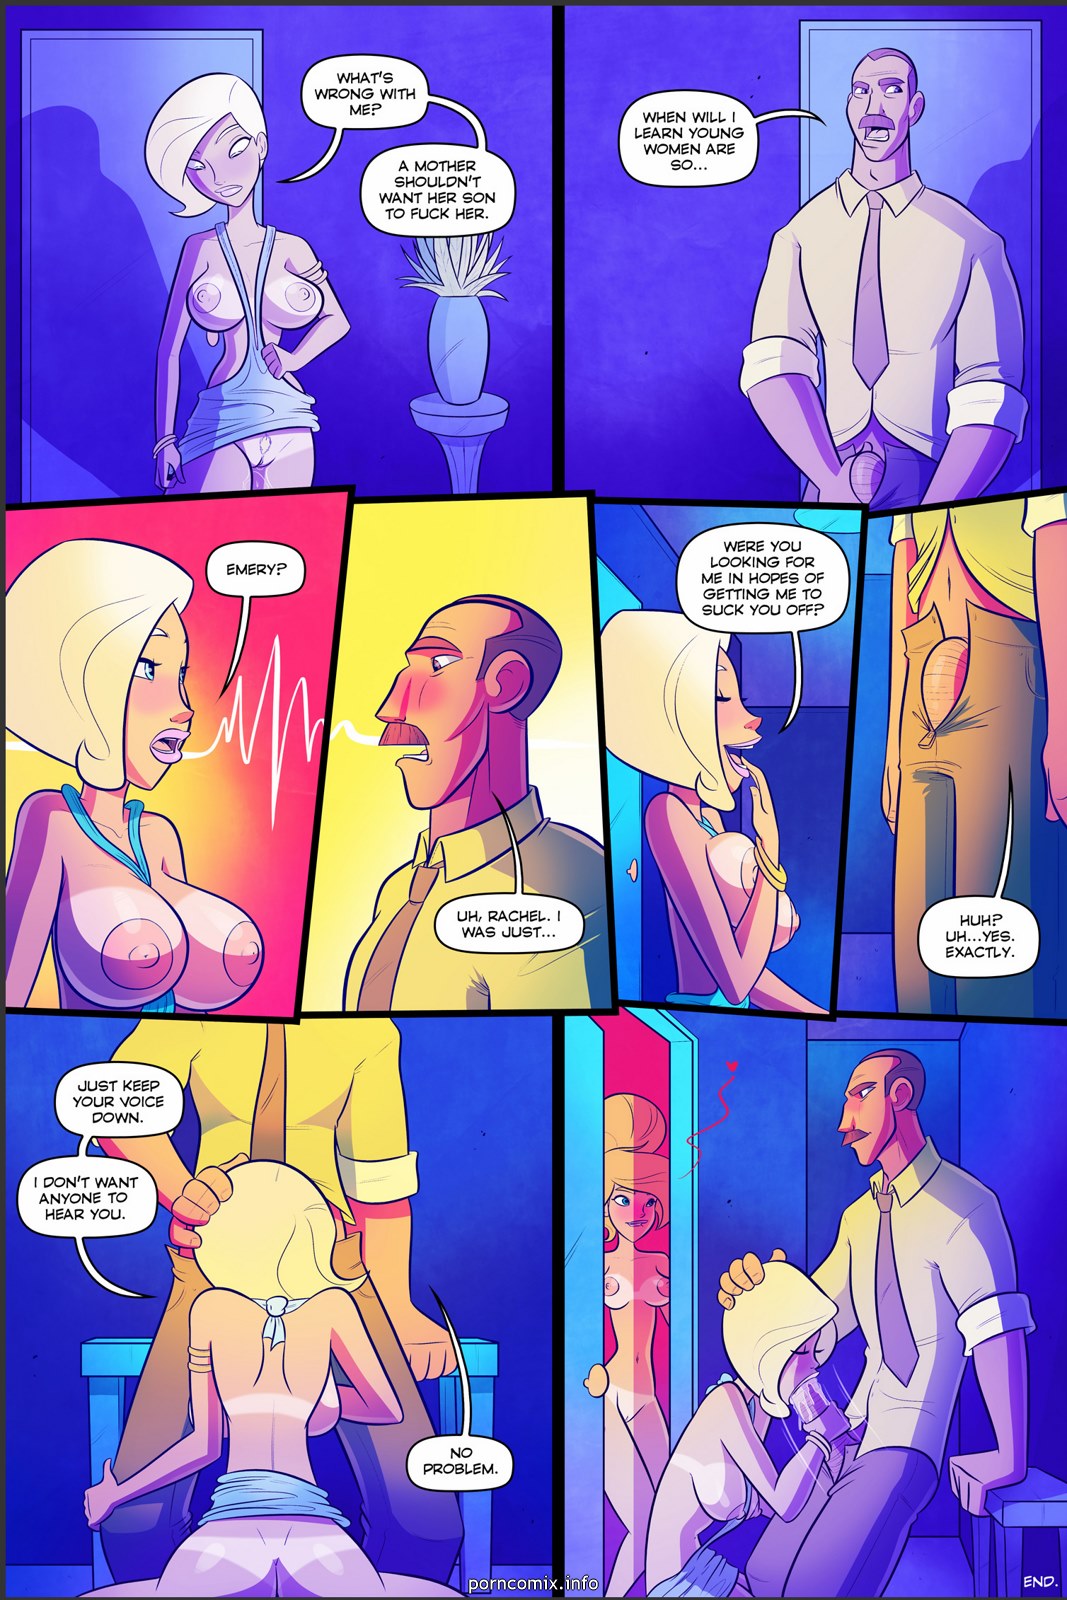 WHAT'S
WRONG WITH
ME?
A MOTHER
SHOULDN'T
WANT HER SON
TO FUCK HER.
WHEN WILL I
LEARN YOUNG
WOMEN ARE
SO...
EMERY?
UH, RACHEL. I
WAS JUST...
WERE YOU
LOOKING FOR
ME IN HOPES OF
GETTING ME TO
SUCK YOU OFF?
HUH?
UH...YES.
EXACTLY.
JUST KEEP
YOUR VOICE
DOWN.
I DON'T WANT
ANYONE TO
HEAR YOU.
NO
PROBLEM.
END.
porncomix.info